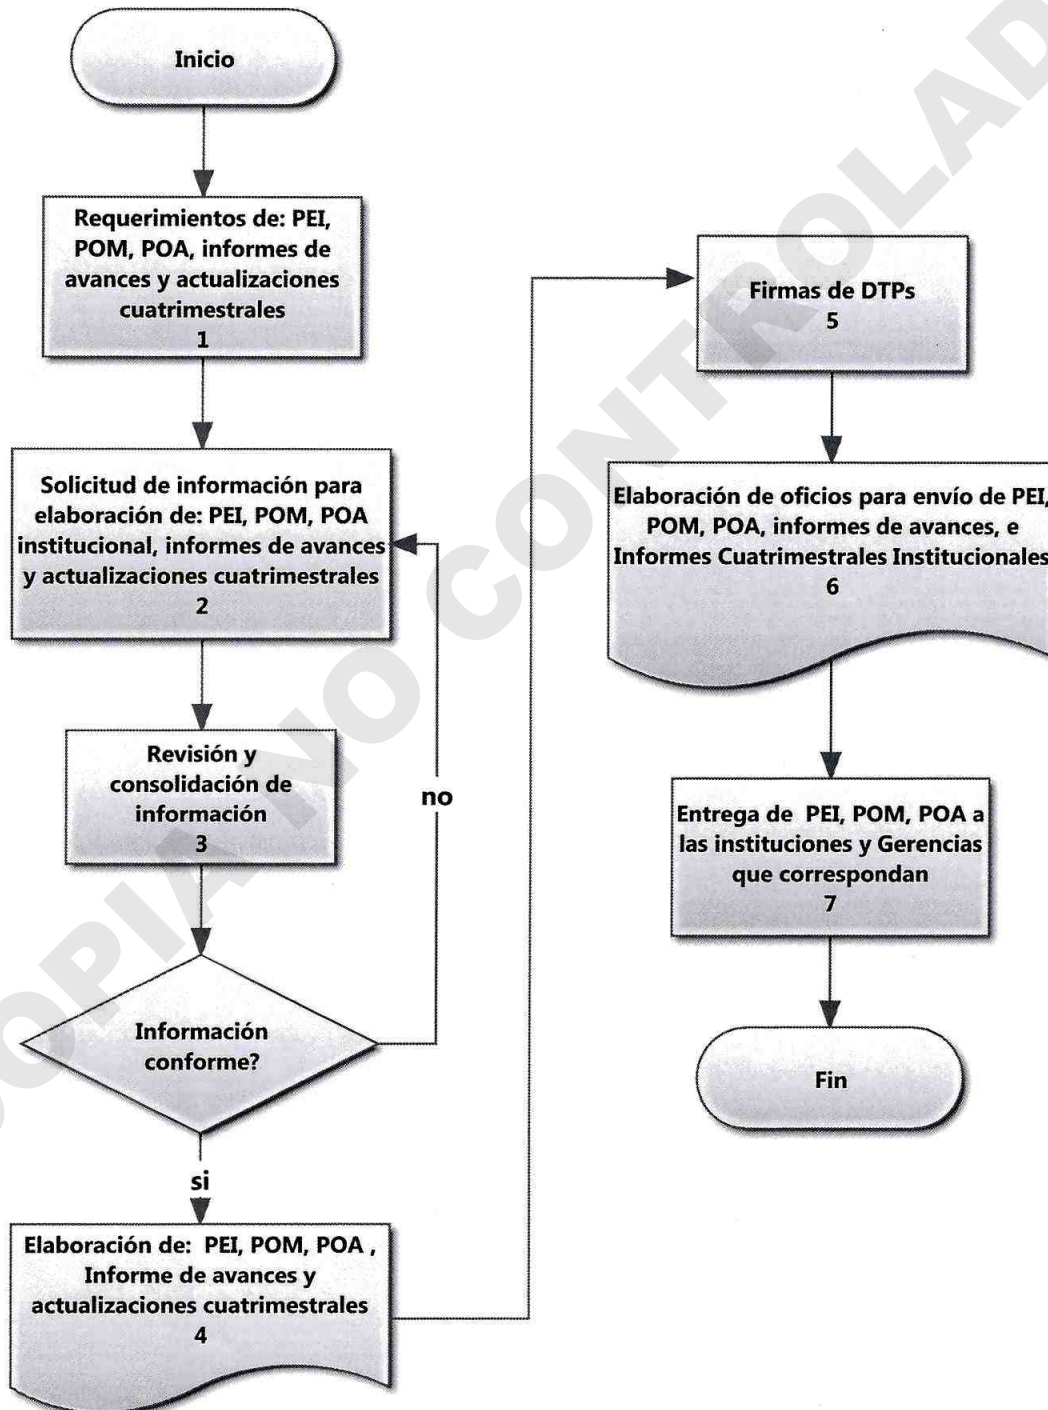 Inicio
Requerimientos de: PEI,
POM, POA, informes de
avances y actualizaciones
cuatrimestrales
1
Solicitud de información para
elaboración de: PEI, POM, POA
institucional, informes de avances
y actualizaciones cuatrimestrales
2
Revisión y
consolidación de
información
3
no
Información
conforme?
si
Elaboración de: PEI, POM, POA ,
Informe de avances y
actualizaciones cuatrimestrales
4
Firmas de DTPs
5
Elaboración de oficios para envío de PEI,
POM, POA, informes de avances, e
Informes Cuatrimestrales Institucionales
6
Entrega de PEI, POM, POA a
las instituciones y Gerencias
que correspondan
7
Fin
COPIA NO CONTROLAD